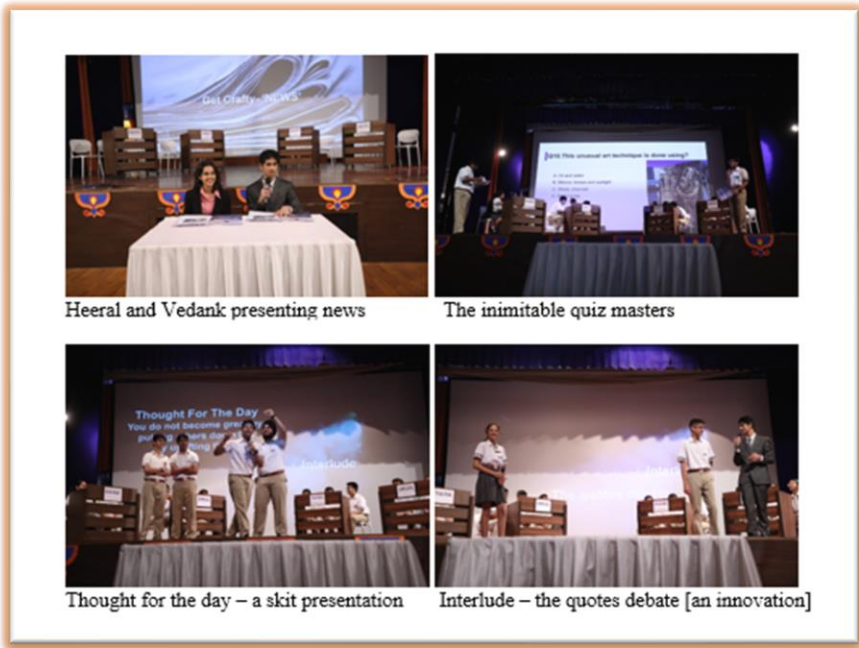 Get Crafty- 'NEWS'
Q10 This unusual art technique is done using?
Heeral and Vedank presenting news
The inimitable quiz masters
Thought For The Day
You do not become great by
Interlude
Thought for the day – a skit presentation
Interlude – the quotes debate [an innovation]